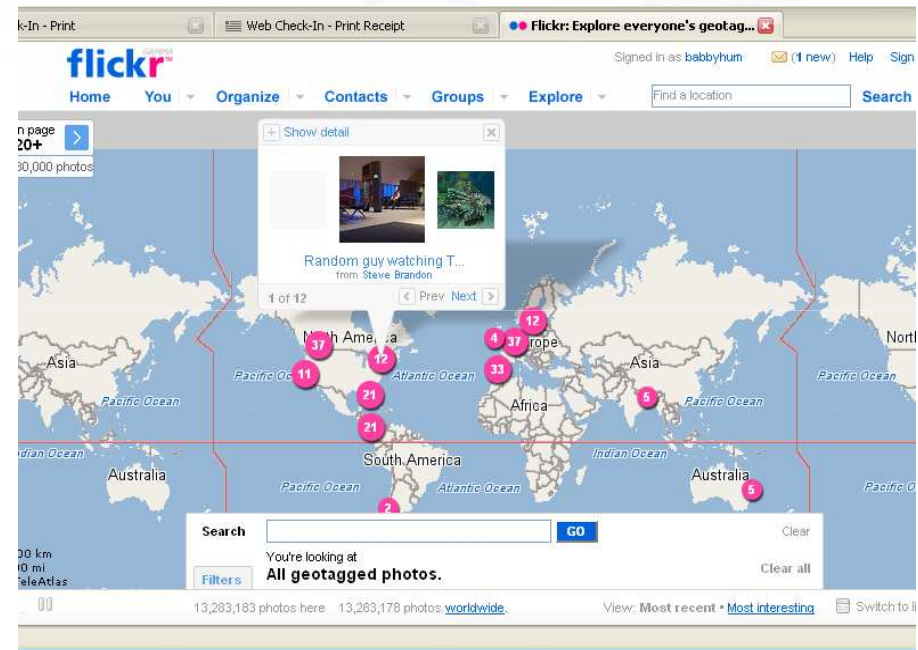 k-In - Print
Web Check-In - Print Receipt
Flickr: Explore everyone's geotag...
flickr GAMMA ™
Signed in as babbyhum (1 new) Help Sign
Home You Organize Contacts Groups Explore Find a location Search
n page
20+
30,000 photos
Show detail
Random guy watching T...
from Steve Brandon
1 of 12 Prev Next
12
North America 4 37 Europe North
37
Asia 12 33 Asia
11 Pacific Oc Atlantic Ocean Pacific Ocean
21 Africa 5
Pacific Ocean Pacific Ocean
21
dian Ocean South America Indian Ocean
Australia Australia
Pacific Ocean Atlantic Ocean 5 Pacific O
2
Search GO Clear
You're looking at
All geotagged photos. Clear all
Filters
00 km
0 mi
TeleAtlas
13,283,183 photos here 13,283,178 photos worldwide. View: Most recent • Most interesting Switch to li